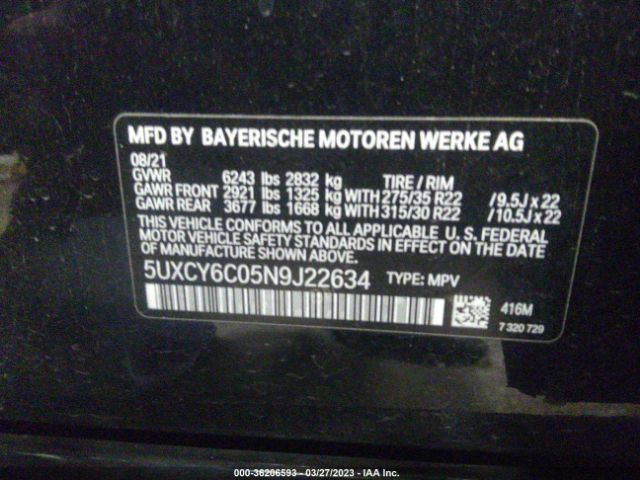 MFD BY BAYERISCHE MOTOREN WERKE AG
08/21
GVWR 6243 lbs 2832 kg TIRE / RIM
GAWR FRONT 2921 lbs 1325 kg WITH 275/35 R22 /9.5J x 22
GAWR REAR 3677 lbs 1668 kg WITH 315/30 R22 /10.5J x 22
THIS VEHICLE CONFORMS TO ALL APPLICABLE U. S. FEDERAL
MOTOR VEHICLE SAFETY STANDARDS IN EFFECT ON THE DATE
OF MANUFACTURE SHOWN ABOVE.
5UXCY6C05N9J22634 TYPE: MPV
416M
7 320 729
000-36206593 - 03/27/2023 - IAA Inc.